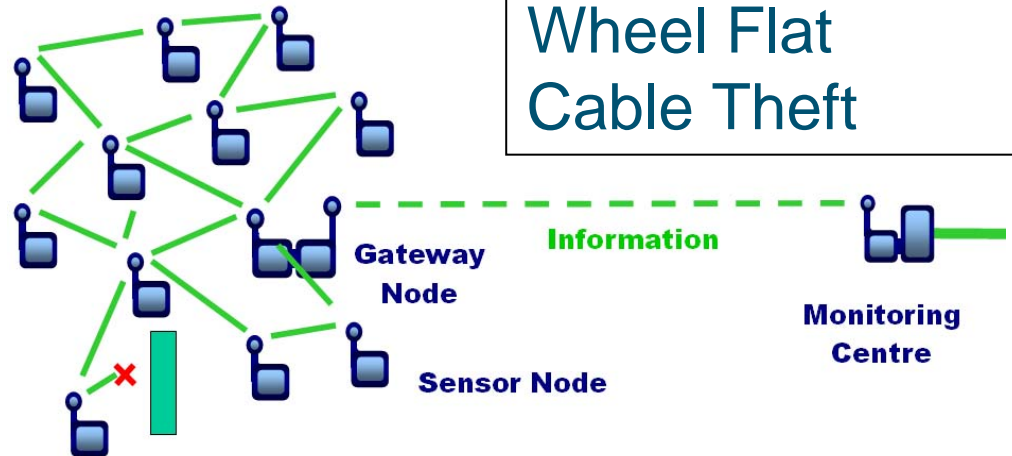 Wheel Flat
Cable Theft
Information
Gateway
Node
Monitoring
Centre
Sensor Node